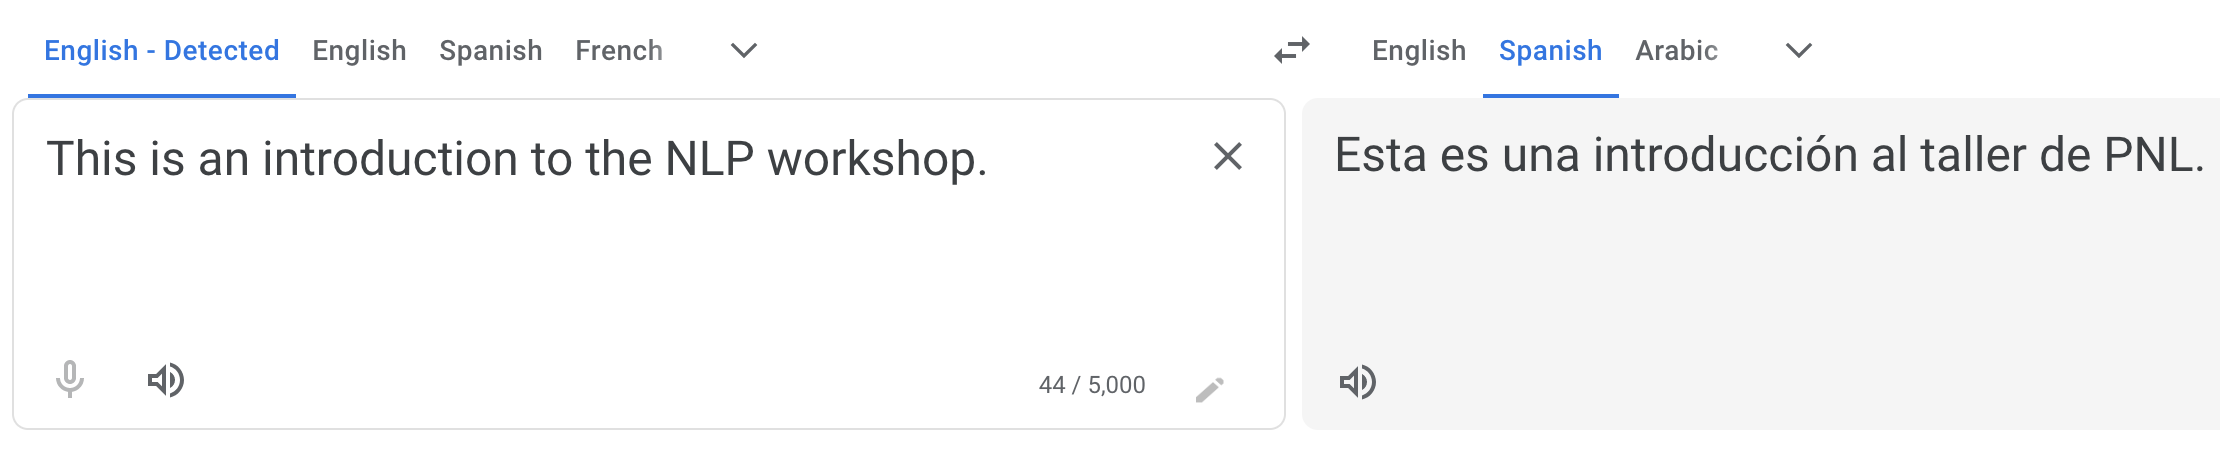 English - Detected English Spanish French
English Spanish Arabic
This is an introduction to the NLP workshop.
44 / 5,000
Esta es una introducción al taller de PNL.